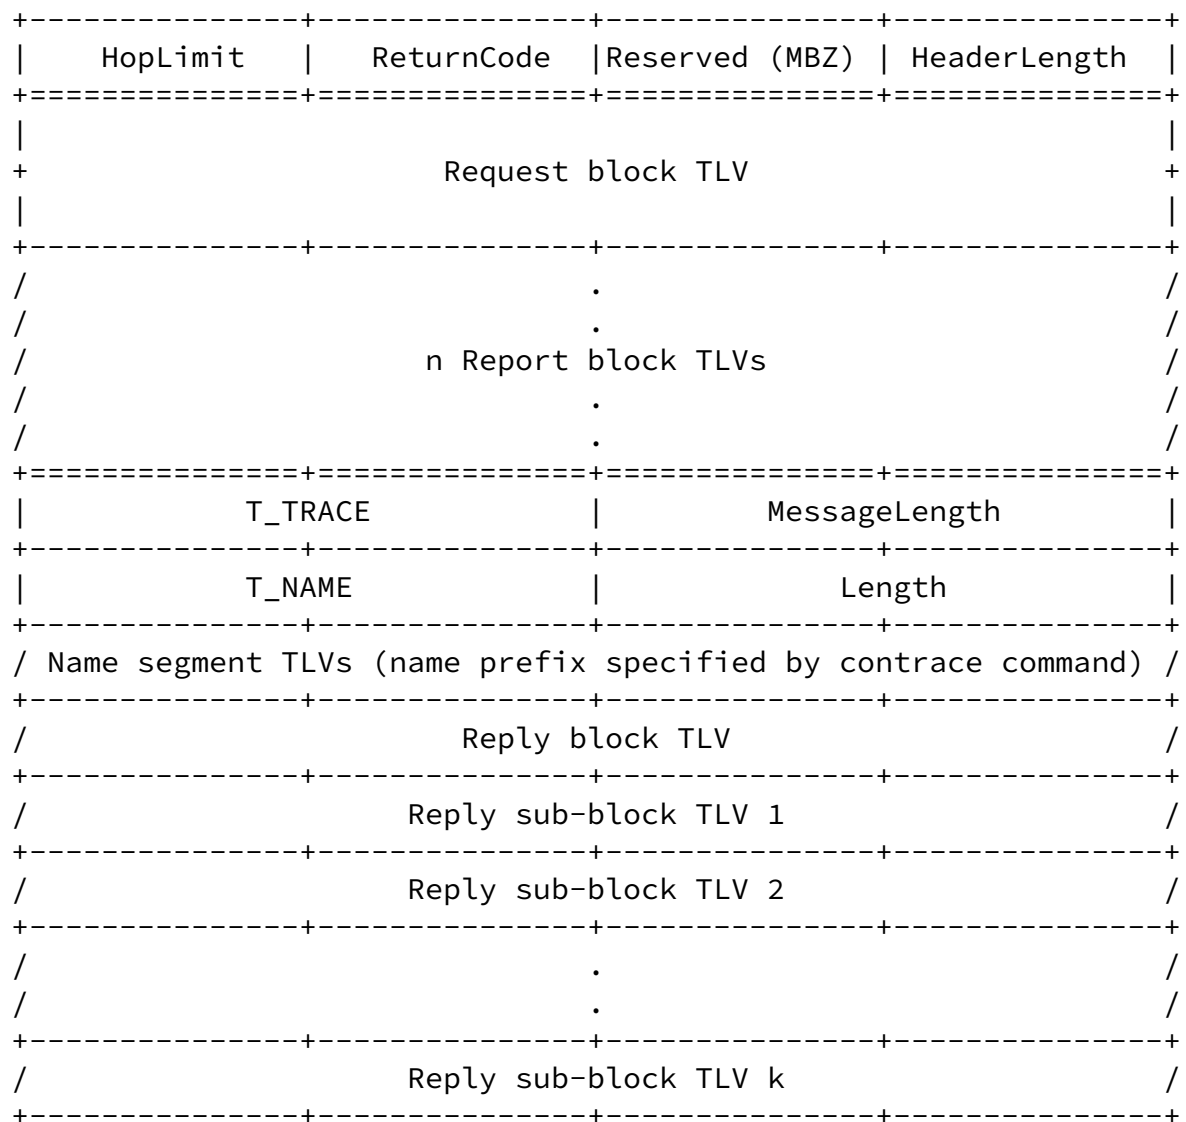 +---------------+---------------+---------------+---------------+
|    HopLimit   |   ReturnCode  |Reserved (MBZ) | HeaderLength  |
+===============+===============+===============+===============+
|                                                               |
+                       Request block TLV                       +
|                                                               |
+---------------+---------------+---------------+---------------+
/                               .                               /
/                               .                               /
/                      n Report block TLVs                      /
/                               .                               /
/                               .                               /
+===============+===============+===============+===============+
|            T_TRACE            |         MessageLength         |
+---------------+---------------+---------------+---------------+
|            T_NAME             |             Length            |
+---------------+---------------+---------------+---------------+
/ Name segment TLVs (name prefix specified by contrace command) /
+---------------+---------------+---------------+---------------+
/                        Reply block TLV                        /
+---------------+---------------+---------------+---------------+
/                     Reply sub-block TLV 1                     /
+---------------+---------------+---------------+---------------+
/                     Reply sub-block TLV 2                     /
+---------------+---------------+---------------+---------------+
/                               .                               /
/                               .                               /
+---------------+---------------+---------------+---------------+
/                     Reply sub-block TLV k                     /
+---------------+---------------+---------------+---------------+